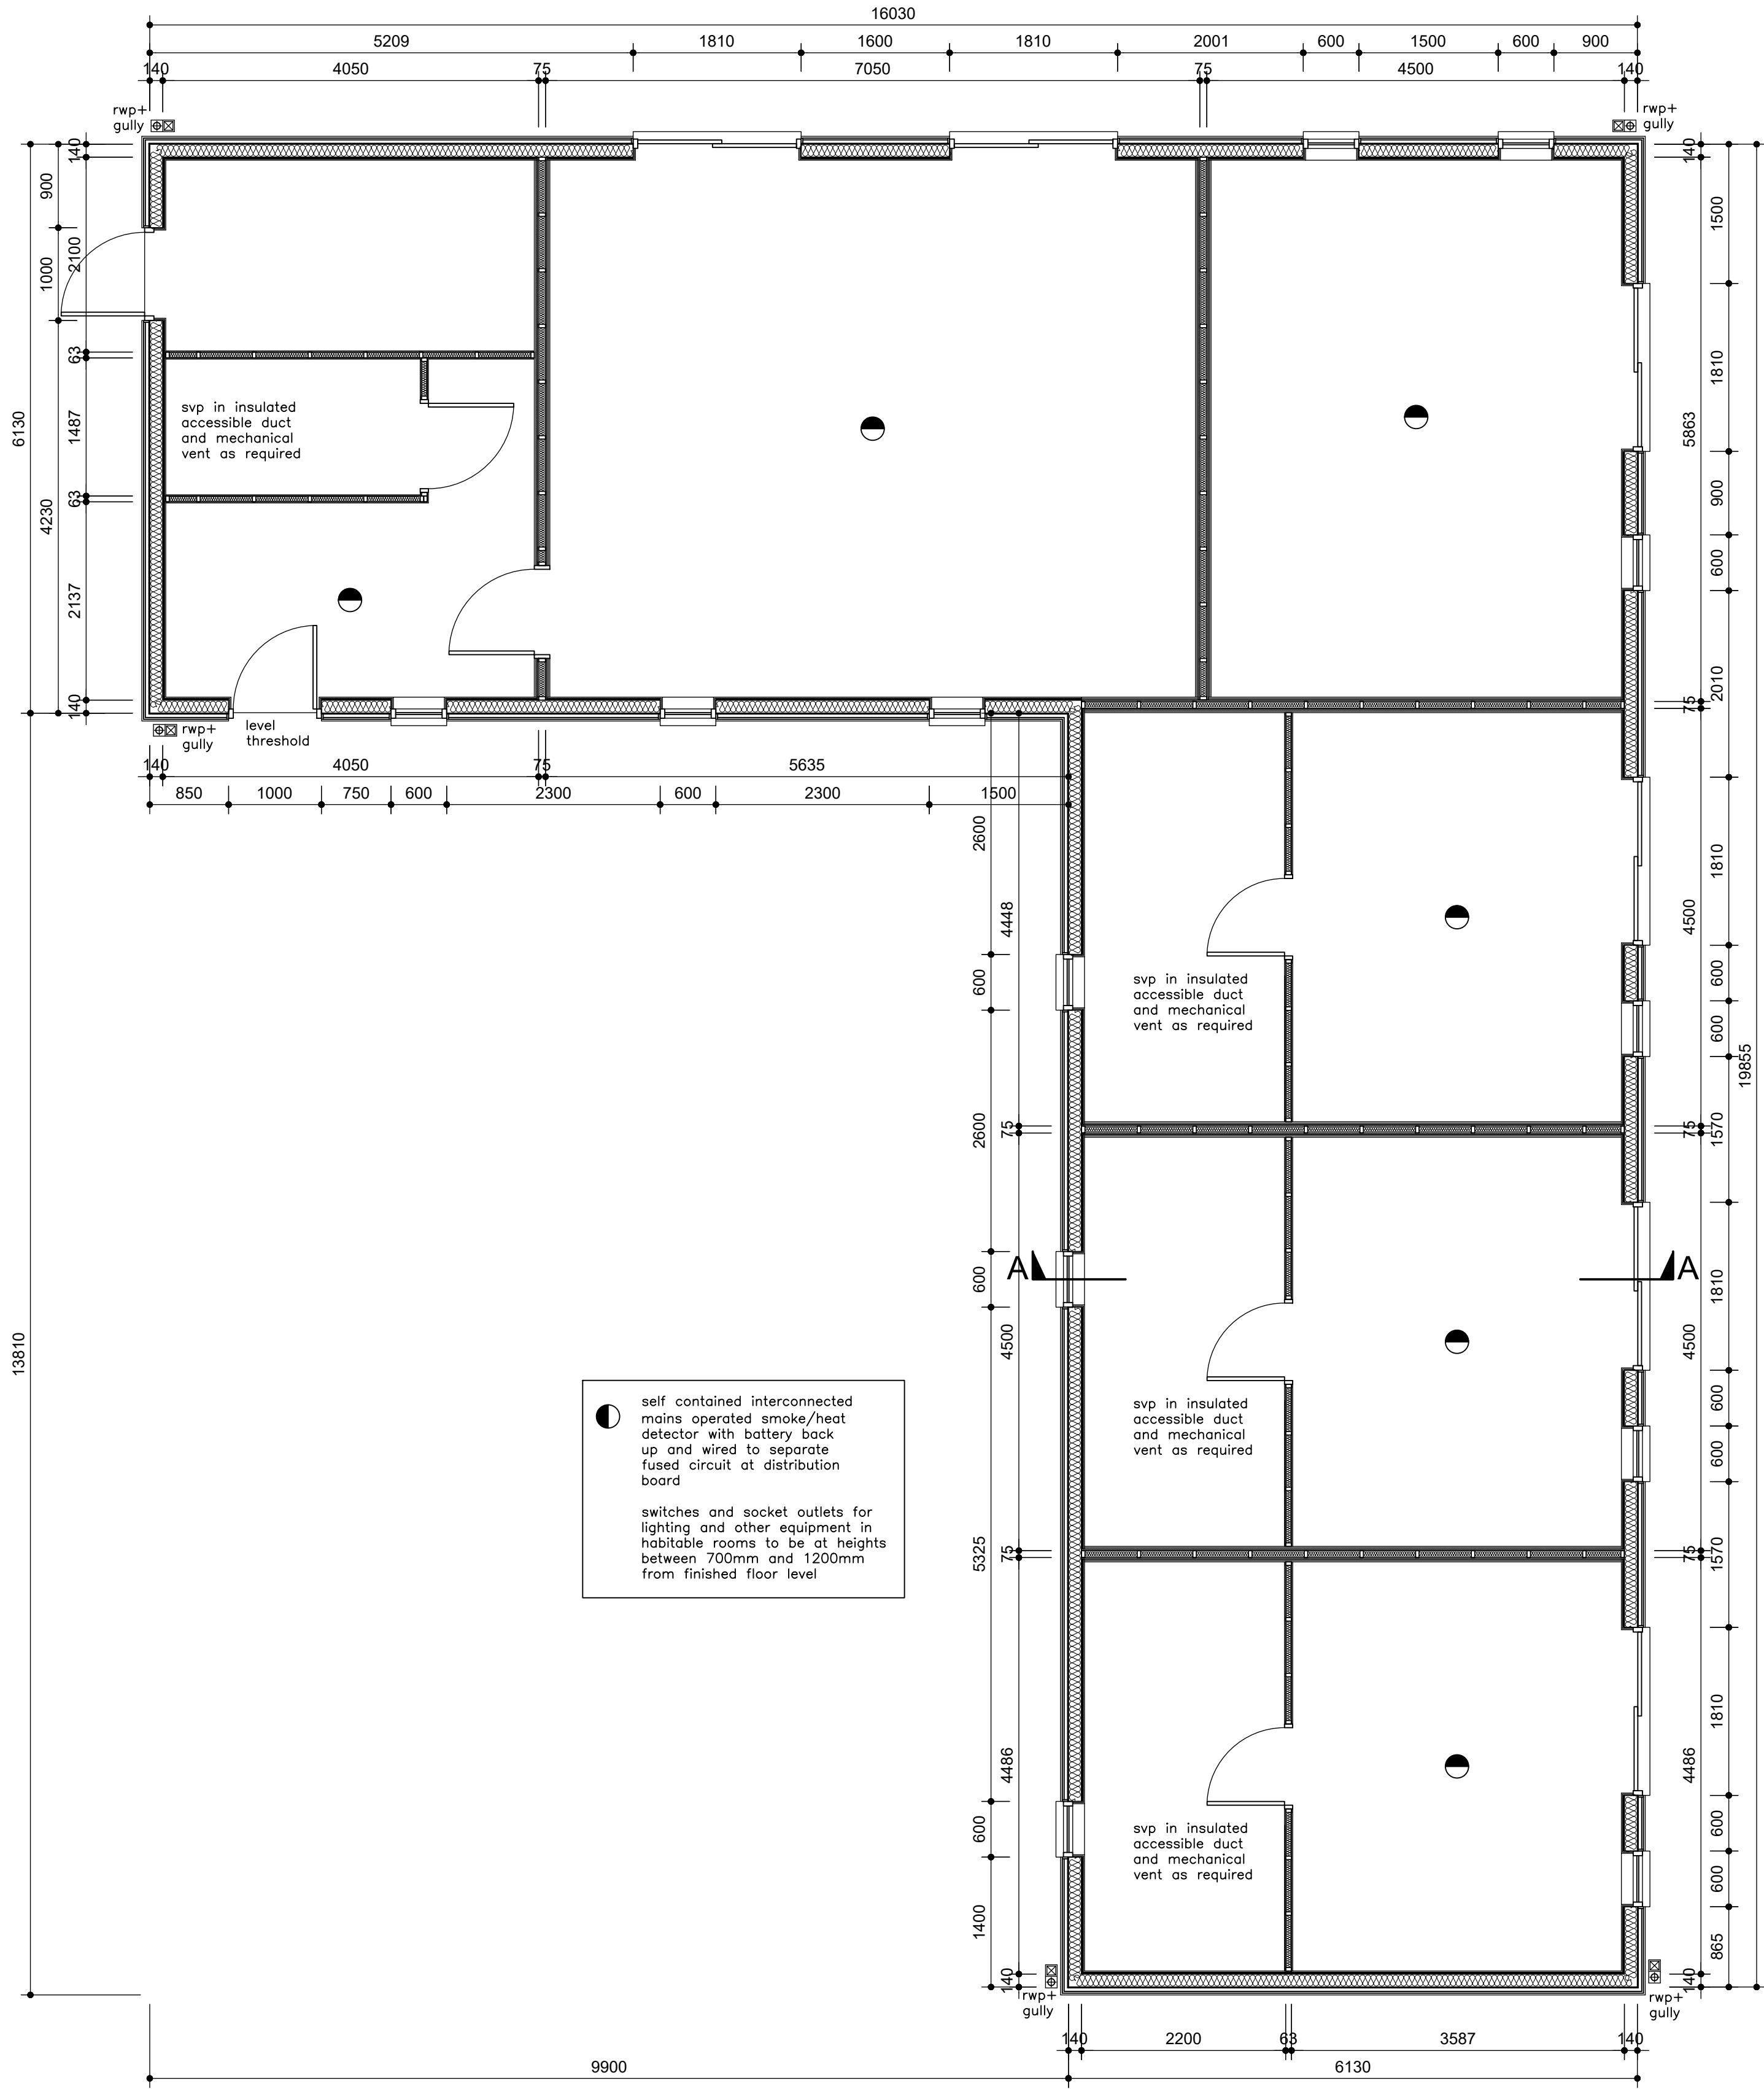 16030
5209 1810 1600 1810 2001 600 1500 600 900
140 4050 75 7050 75 4500 140
rwp+
gully
rwp+
gully
140
900
2100
1000
63
1487
6130
63
4230
2137
140
svp in insulated
accessible duct
and mechanical
vent as required
140
1500
1810
5863
900
600
2010
75
rwp+
gully
level
threshold
140 4050 75 5635
850 1000 750 600 2300 600 2300 1500
2600
4448
600
2600
75
600
4500
5325
75
4486
600
1400
140
1810
4500
600
600
19855
75
1570
1810
4500
600
600
75
1570
1810
4486
600
600
865
140
svp in insulated
accessible duct
and mechanical
vent as required
A A
13810
self contained interconnected
mains operated smoke/heat
detector with battery back
up and wired to separate
fused circuit at distribution
board
switches and socket outlets for
lighting and other equipment in
habitable rooms to be at heights
between 700mm and 1200mm
from finished floor level
svp in insulated
accessible duct
and mechanical
vent as required
svp in insulated
accessible duct
and mechanical
vent as required
rwp+
gully
rwp+
gully
140 2200 63 3587 140
9900 6130